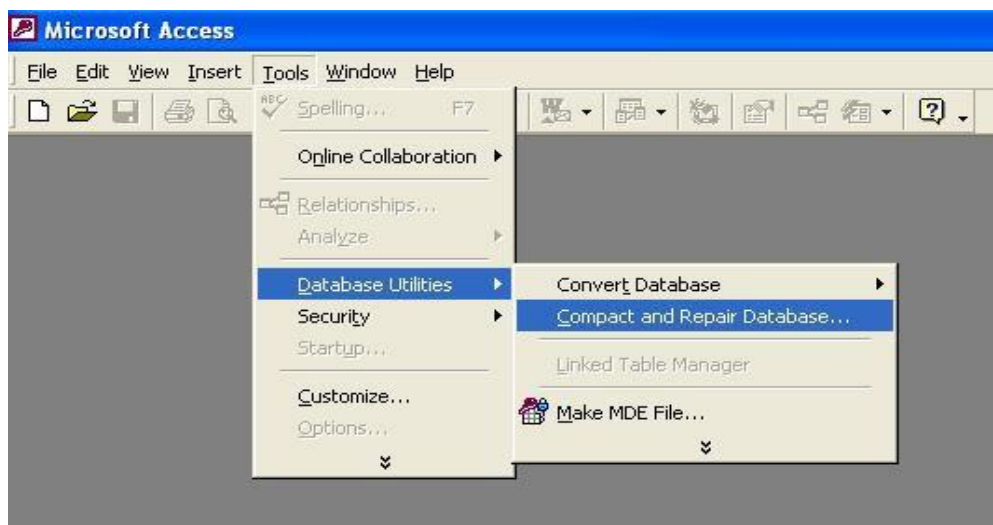 Microsoft Access
File Edit View Insert Tools Window Help
ABC Spelling... F7
Online Collaboration
Relationships...
Analyze
Database Utilities
Convert Database
Security
Compact and Repair Database...
Startup...
Linked Table Manager
Customize...
Make MDE File...
Options...